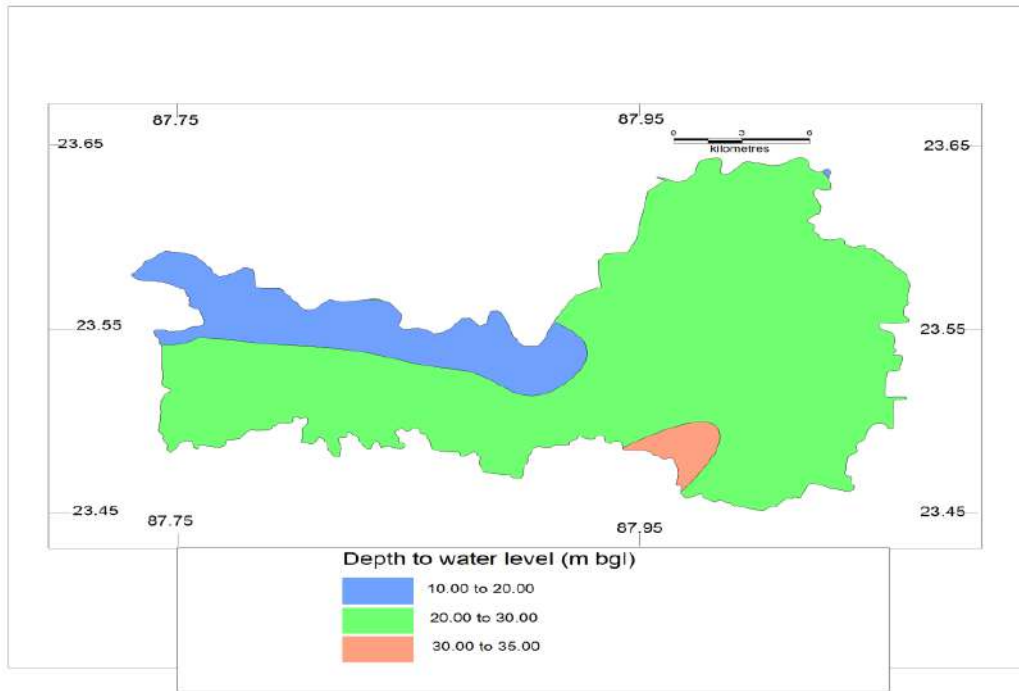 87.75 87.95
0 3 6
kilometres
23.65 23.65
23.55 23.55
23.45 23.45
87.75 87.95
Depth to water level (m bgl)
10.00 to 20.00
20.00 to 30.00
30.00 to 35.00